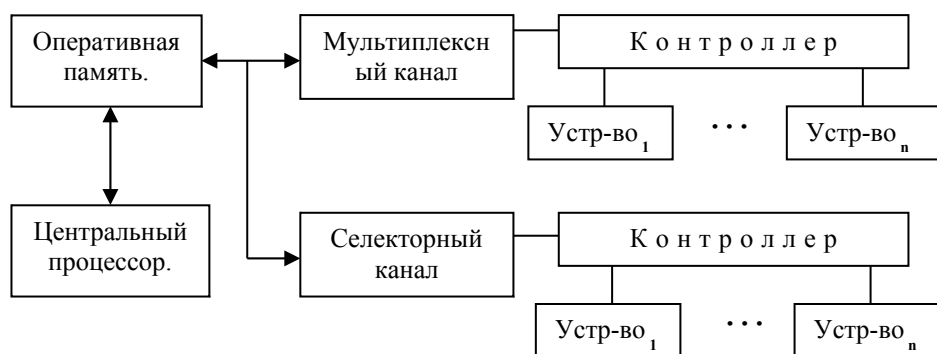 Оперативная
память.
Мультиплексн
ый канал
К о н т р о л л е р
Устр-во 1
. . .
Устр-во n
Центральный
процессор.
Селекторный
канал
К о н т р о л л е р
Устр-во 1
. . .
Устр-во n